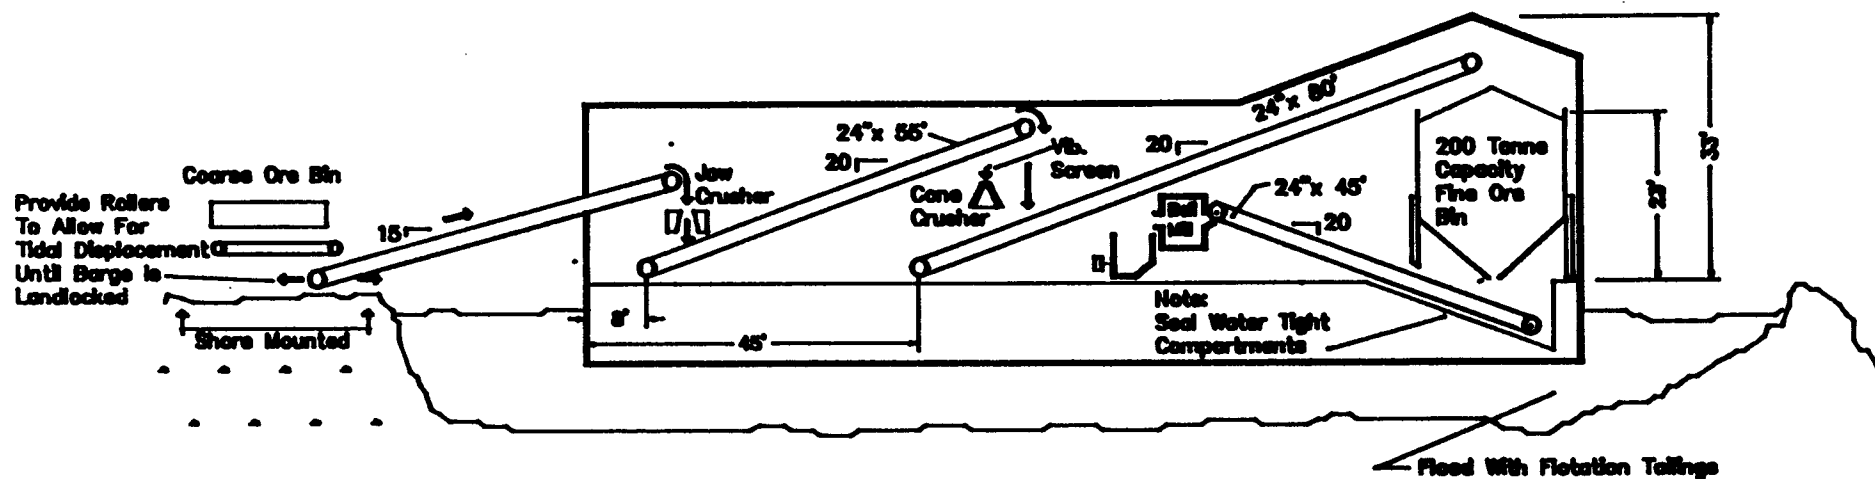 Coarse Ore Bin
Provide Rollers
To Allow For
Tidal Displacement
Until Barge is
Landlocked
Shore Mounted
15
Jaw
Crusher
24"x 55'
20
Vib.
Screen
Cone
Crusher
8'
45'
24"x 80'
20
Ball
Mill
24"x 45'
20
200 Tonne
Capacity
Fine Ore
Bin
22'
Note:
Seal Water Tight
Compartments
Flood With Flotation Tailings